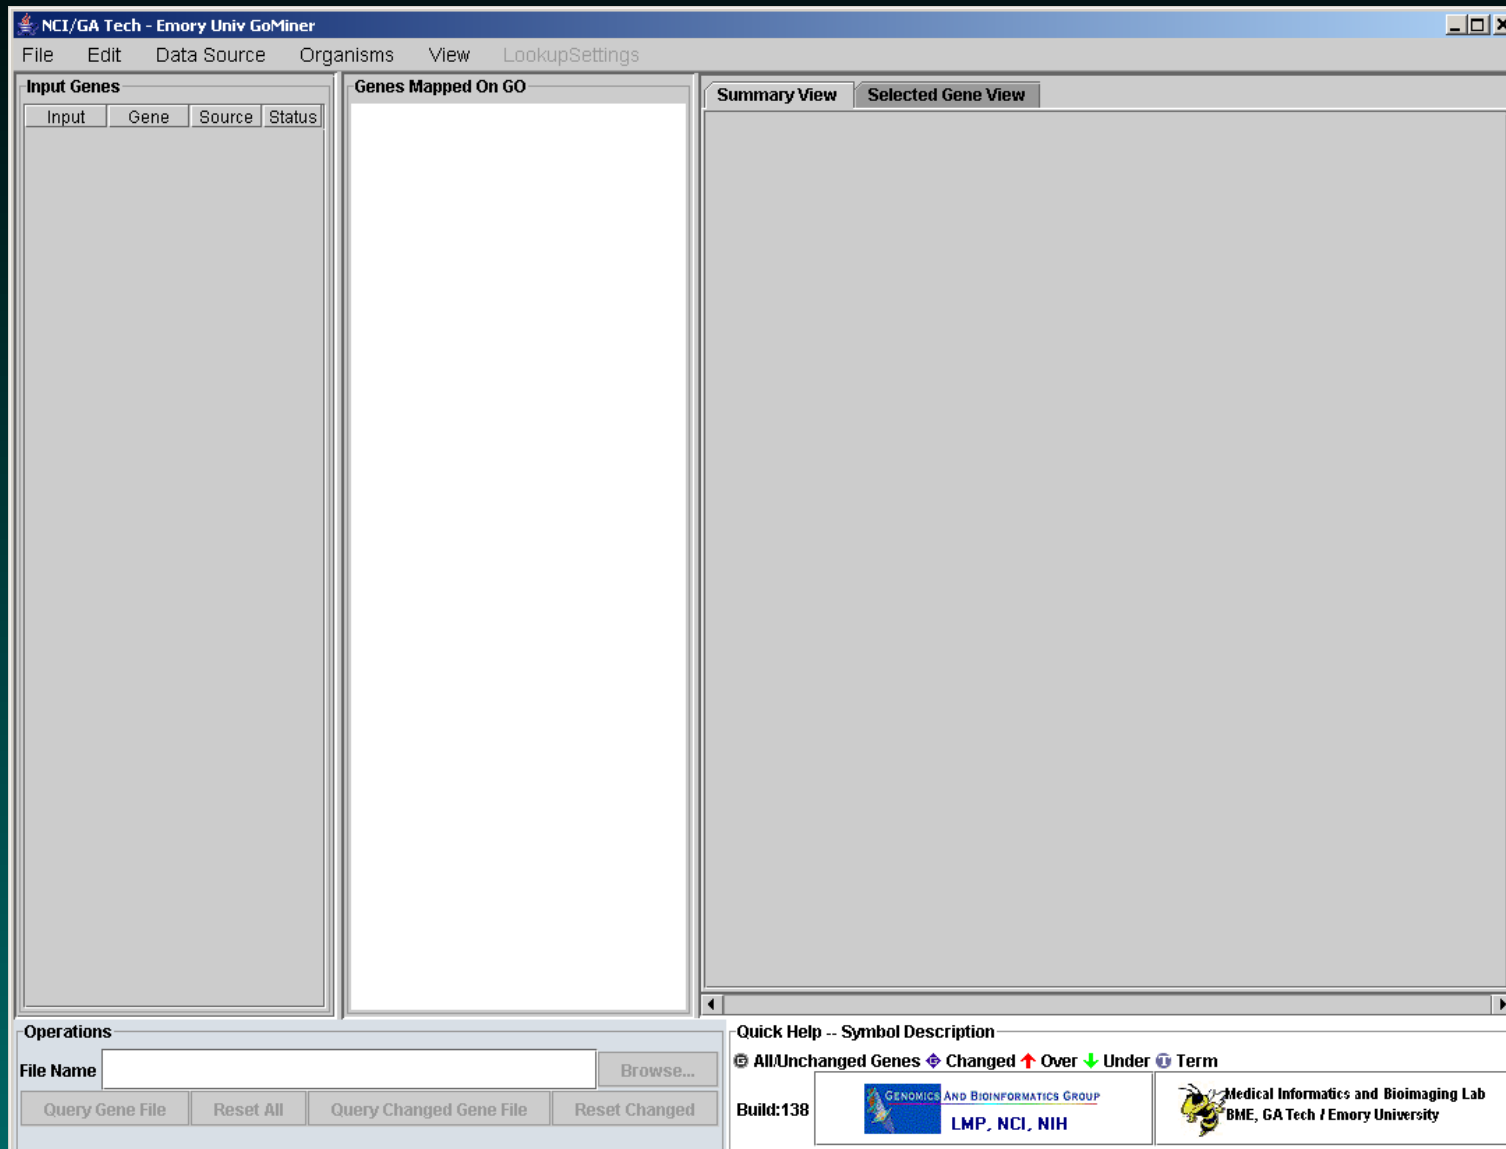 NCI/GA Tech - Emory Univ GoMiner
File Edit Data Source Organisms View LookupSettings
Input Genes
Input Gene Source Status
Genes Mapped On GO
Summary View Selected Gene View
Operations
File Name Browse...
Query Gene File Reset All Query Changed Gene File Reset Changed
Quick Help -- Symbol Description
G All/Unchanged Genes G Changed Over Under T Term
Build:138
GENOMICS AND BIOINFORMATICS GROUP
LMP, NCI, NIH
Medical Informatics and Bioimaging Lab
BME, GA Tech / Emory University